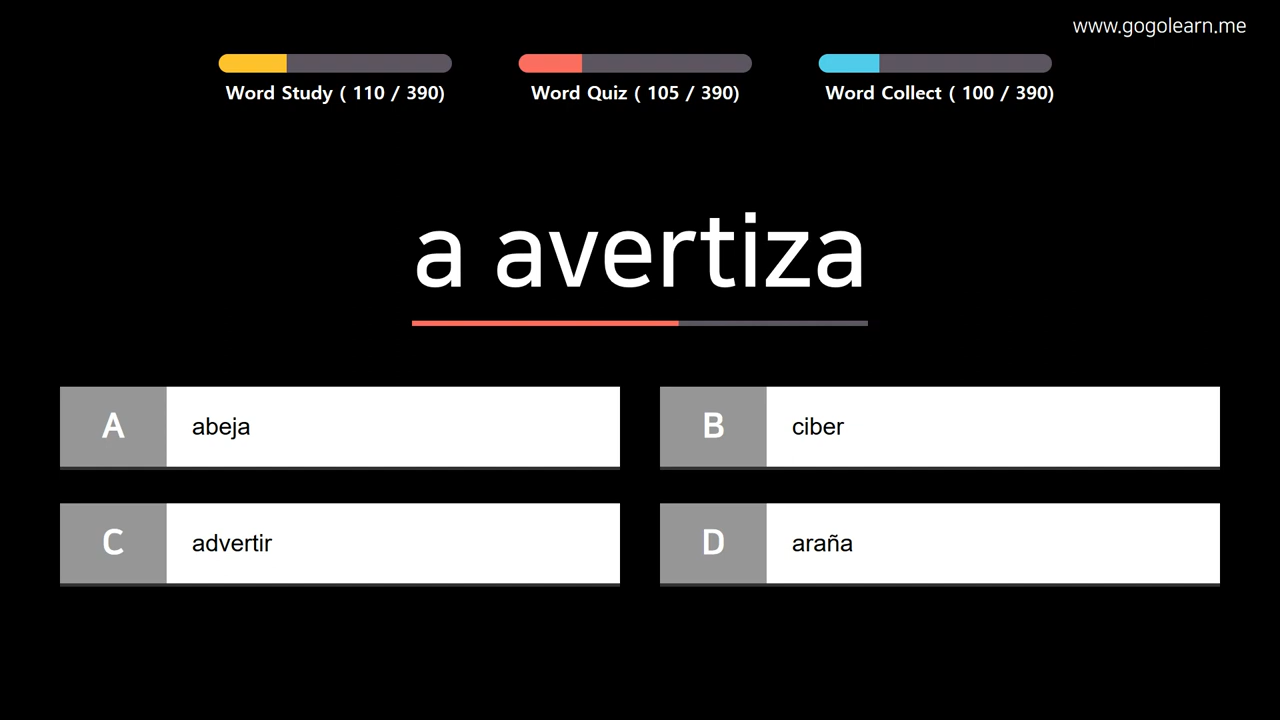 www.gogolearn.me
Word Study ( 110 / 390)
Word Quiz ( 105 / 390)
Word Collect ( 100 / 390)
a avertiza
A
abeja
B
ciber
C
advertir
D
araña